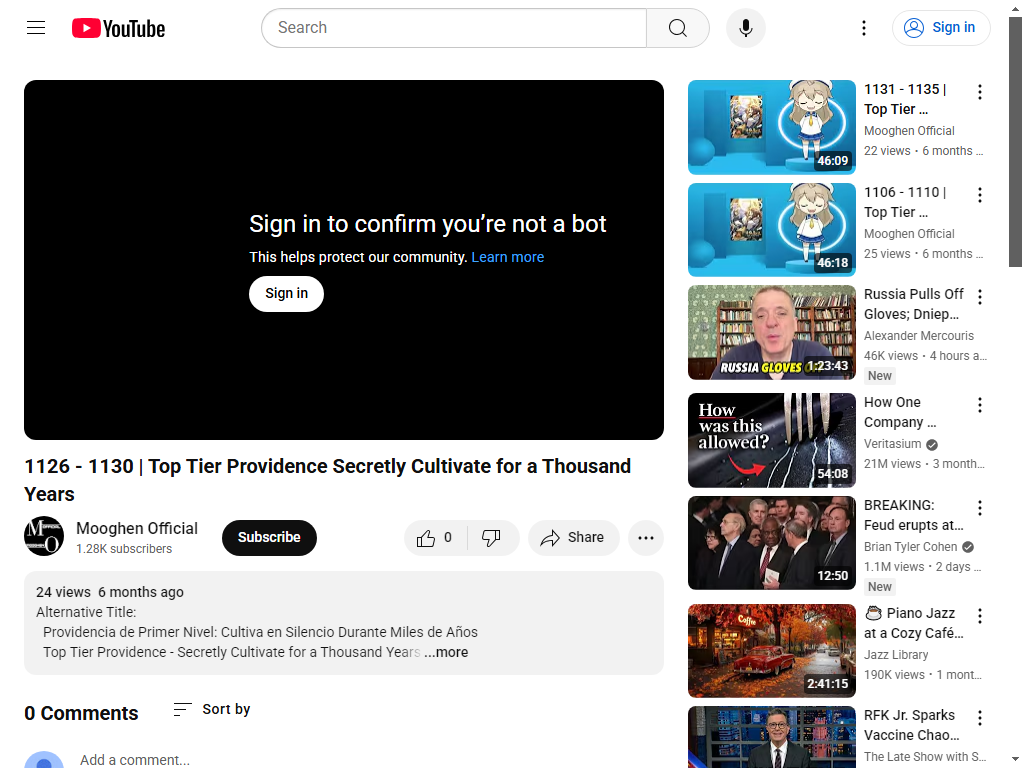 YouTube
Search
Sign in
Sign in to confirm you’re not a bot
This helps protect our community. Learn more
Sign in
1126 - 1130 | Top Tier Providence Secretly Cultivate for a Thousand
Years
Mooghen Official
1.28K subscribers
Subscribe
0
Share
24 views  6 months ago
Alternative Title:
Providencia de Primer Nivel: Cultiva en Silencio Durante Miles de Años
Top Tier Providence - Secretly Cultivate for a Thousand Years ...more
0 Comments
Sort by
Add a comment...
46:09
1131 - 1135 |
Top Tier ...
Mooghen Official
22 views • 6 months ...
46:18
1106 - 1110 |
Top Tier ...
Mooghen Official
25 views • 6 months ...
RUSSIA GLOVES
1:23:43
Russia Pulls Off
Gloves; Dniep...
Alexander Mercouris
46K views • 4 hours a...
New
How
was this
allowed?
54:08
How One
Company ...
Veritasium
21M views • 3 month...
12:50
BREAKING:
Feud erupts at...
Brian Tyler Cohen
1.1M views • 2 days ...
New
Coffee
2:41:15
☕ Piano Jazz
at a Cozy Café...
Jazz Library
190K views • 1 mont...
RFK Jr. Sparks
Vaccine Chao...
The Late Show with S...